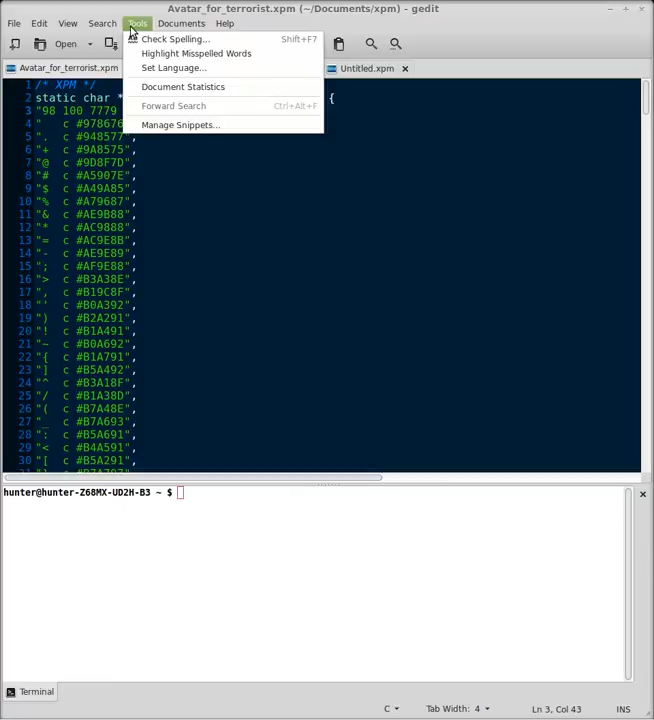 Avatar_for_terrorist.xpm (~/Documents/xpm) - gedit
File Edit View Search Tools Documents Help
Open
Check Spelling... Shift+F7
Highlight Misspelled Words
Set Language...
Document Statistics
Forward Search Ctrl+Alt+F
Manage Snippets...
Avatar_for_terrorist.xpm Untitled.xpm
1 /* XPM */
2 static char * {
3 "98 100 7779
4 "  c #978676",
5 ".  c #948577",
6 "+  c #9A8575",
7 "@  c #9D8F7D",
8 "#  c #A5907E",
9 "$  c #A49A85",
10 "%  c #A79687",
11 "&  c #AE9B88",
12 "*  c #AC9888",
13 "=  c #AC9E8B",
14 "-  c #AE9E89",
15 ";  c #AF9E88",
16 ">  c #B3A38E",
17 ",  c #B19C8F",
18 "'  c #B0A392",
19 ")  c #B2A291",
20 "!  c #B1A491",
21 "~  c #B0A692",
22 "{  c #B1A791",
23 "]  c #B5A492",
24 "^  c #B3A18F",
25 "/  c #B1A38D",
26 "(  c #B7A48E",
27 "_  c #B7A693",
28 ":  c #B5A691",
29 "<  c #B4A591",
30 "[  c #B5A291",
hunter@hunter-Z68MX-UD2H-B3 ~ $
Terminal
C Tab Width: 4 Ln 3, Col 43 INS